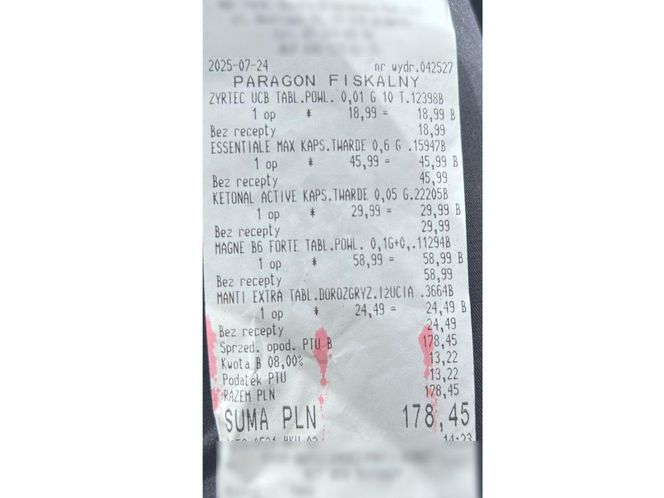 2025-07-24 nr wydr.042527
PARAGON FISKALNY
ZYRTEC UCB TABL.POWL. 0,01 G 10 T.12398B
1 op * 18,99 = 18,99 B
Bez recepty 18,99
ESSENTIALE MAX KAPS.TWARDE 0,6 G .15947B
1 op * 45,99 = 45,99 B
Bez recepty 45,99
KETONAL ACTIVE KAPS.TWARDE 0,05 G.22205B
1 op * 29,99 = 29,99 B
Bez recepty 29,99
MAGNE B6 FORTE TABL.POWL. 0,1G+0,.11294B
1 op * 58,99 = 58,99 B
Bez recepty 58,99
MANTI EXTRA TABL.DOROZGRYZ.IŻUCIA .3664B
1 op * 24,49 = 24,49 B
Bez recepty 24,49
Sprzed. opod. PTU B 178,45
Kwota B 08,00% 13,22
Podatek PTU 13,22
RAZEM PLN 178,45
SUMA PLN 178,45
14:23